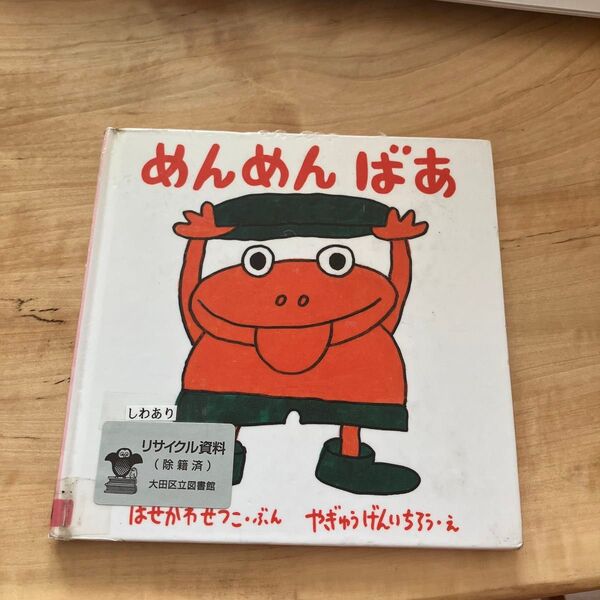 めんめん ばあ
しわあり
リサイクル資料
(除籍済)
大田区立図書館
はせがわせつこ・ぶん やぎゅうげんいちろう・え